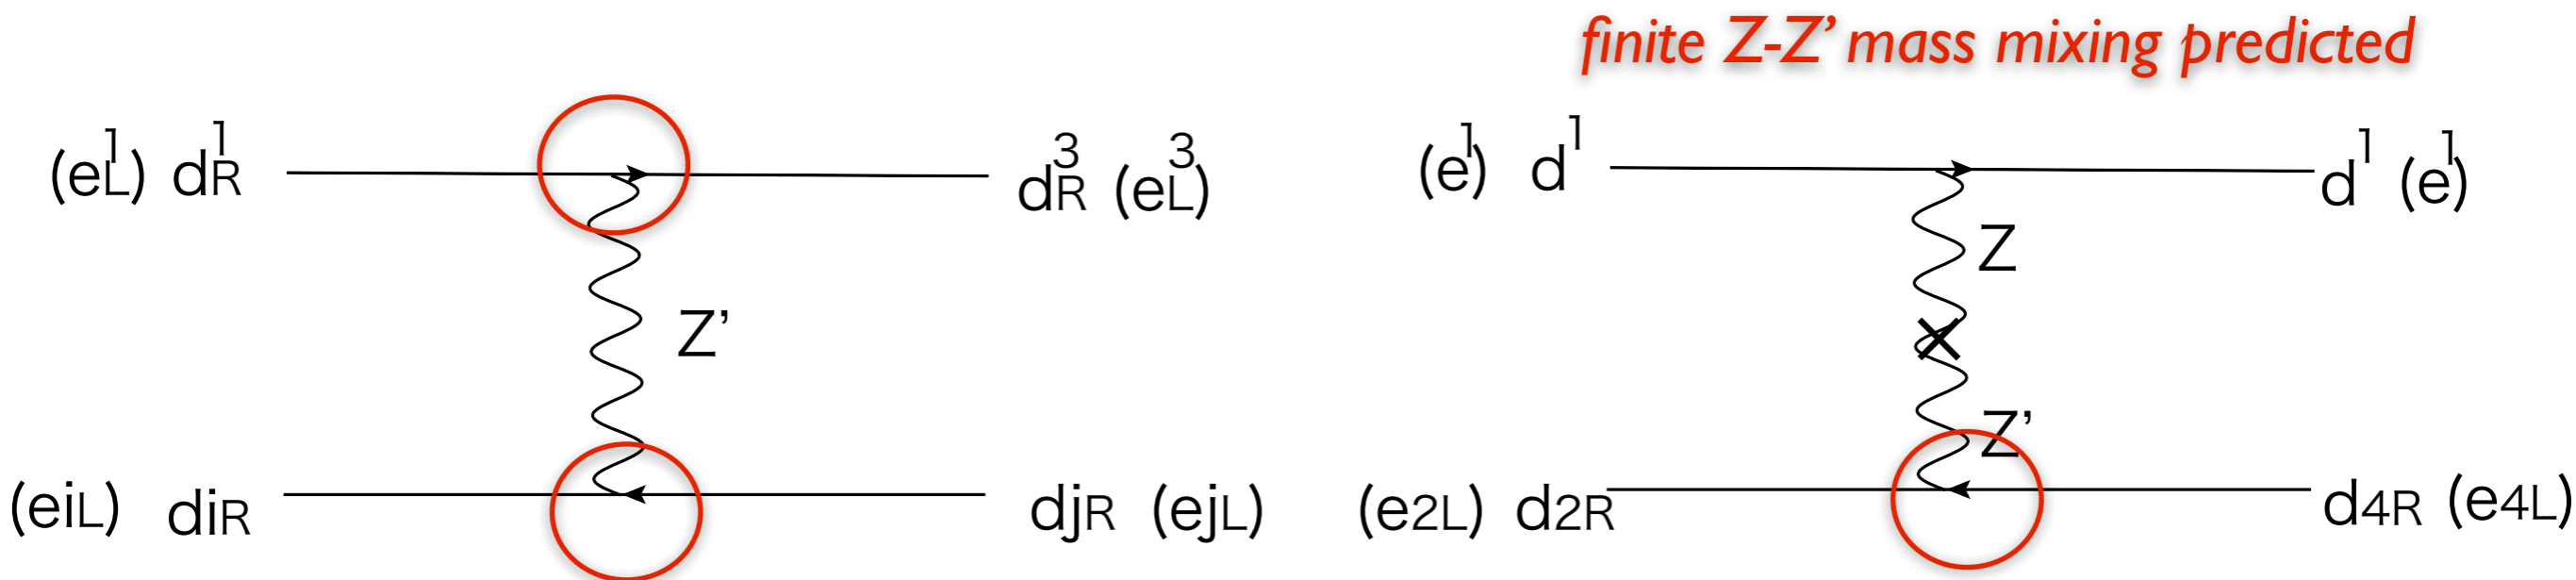 finite Z-Z' mass mixing predicted
(e1L) d1R
d3R (e3L)
Z'
(eiL) diR
djR (ejL)
(e1) d1
d1 (e1)
Z
Z'
(e2L) d2R
d4R (e4L)